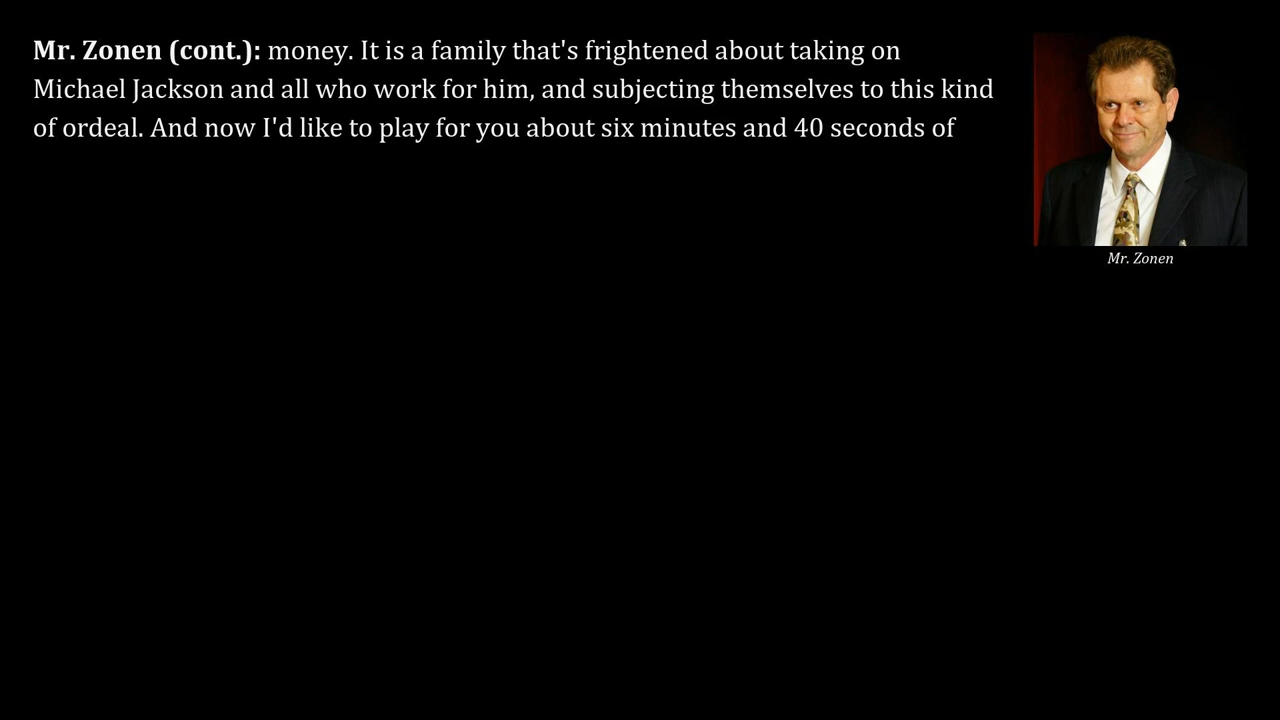 Mr. Zonen (cont.): money. It is a family that's frightened about taking on
Michael Jackson and all who work for him, and subjecting themselves to this kind
of ordeal. And now I'd like to play for you about six minutes and 40 seconds of
Mr. Zonen